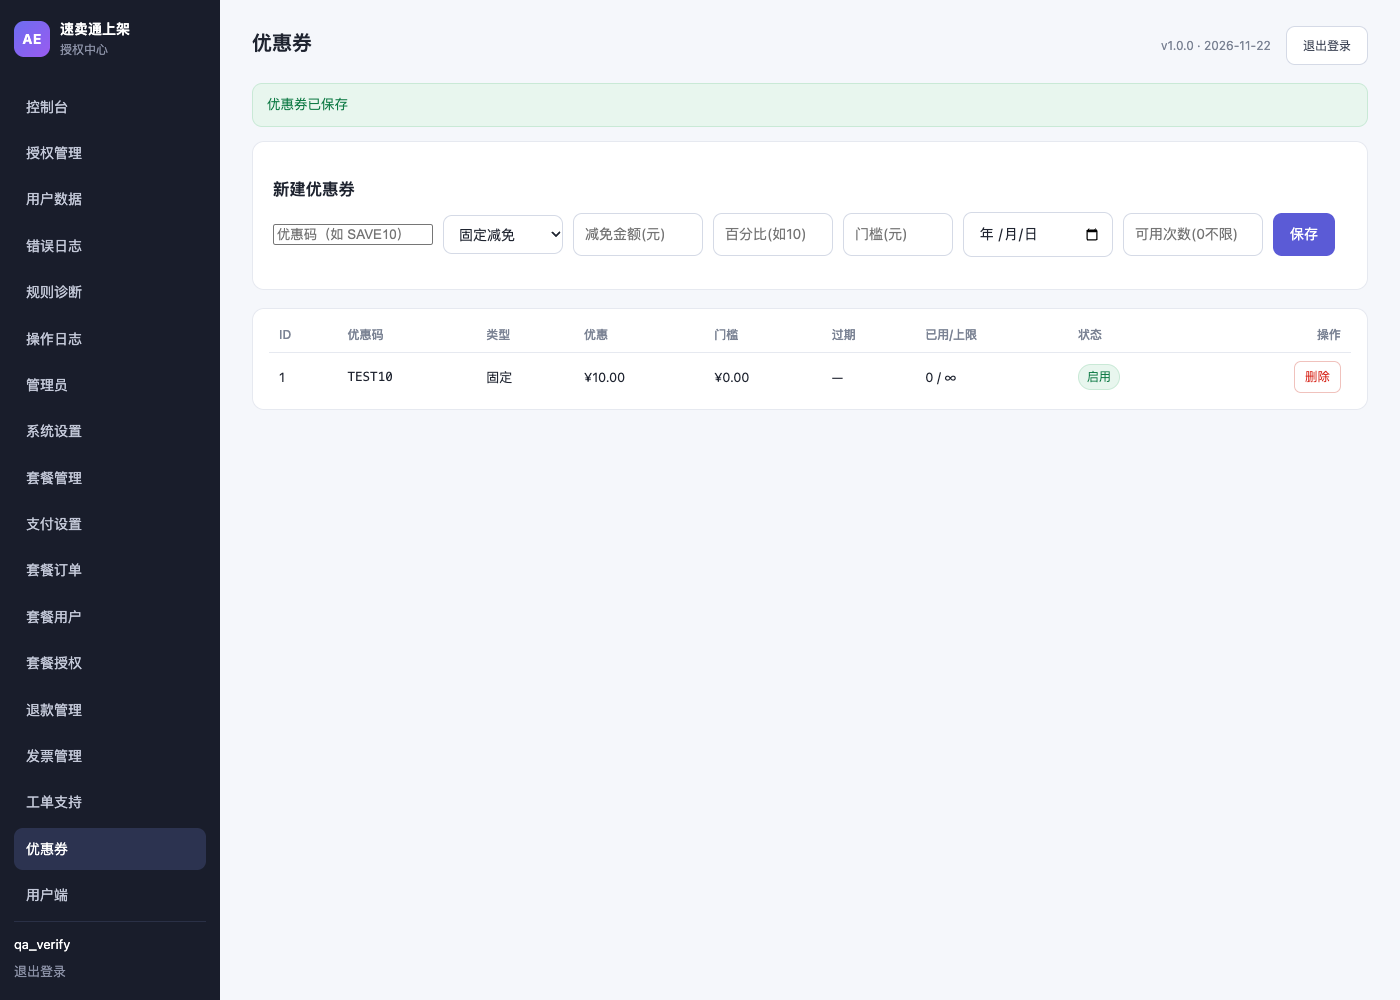 AE
速卖通上架
授权中心
控制台
授权管理
用户数据
错误日志
规则诊断
操作日志
管理员
系统设置
套餐管理
支付设置
套餐订单
套餐用户
套餐授权
退款管理
发票管理
工单支持
优惠券
用户端
qa_verify
退出登录
优惠券
v1.0.0 · 2026-11-22
退出登录
优惠券已保存
新建优惠券
优惠码（如 SAVE10） 固定减免 减免金额(元) 百分比(如10) 门槛(元) 年 /月/日 可用次数(0不限) 保存
ID 优惠码 类型 优惠 门槛 过期 已用/上限 状态 操作
1 TEST10 固定 ¥10.00 ¥0.00 — 0 / ∞ 启用 删除